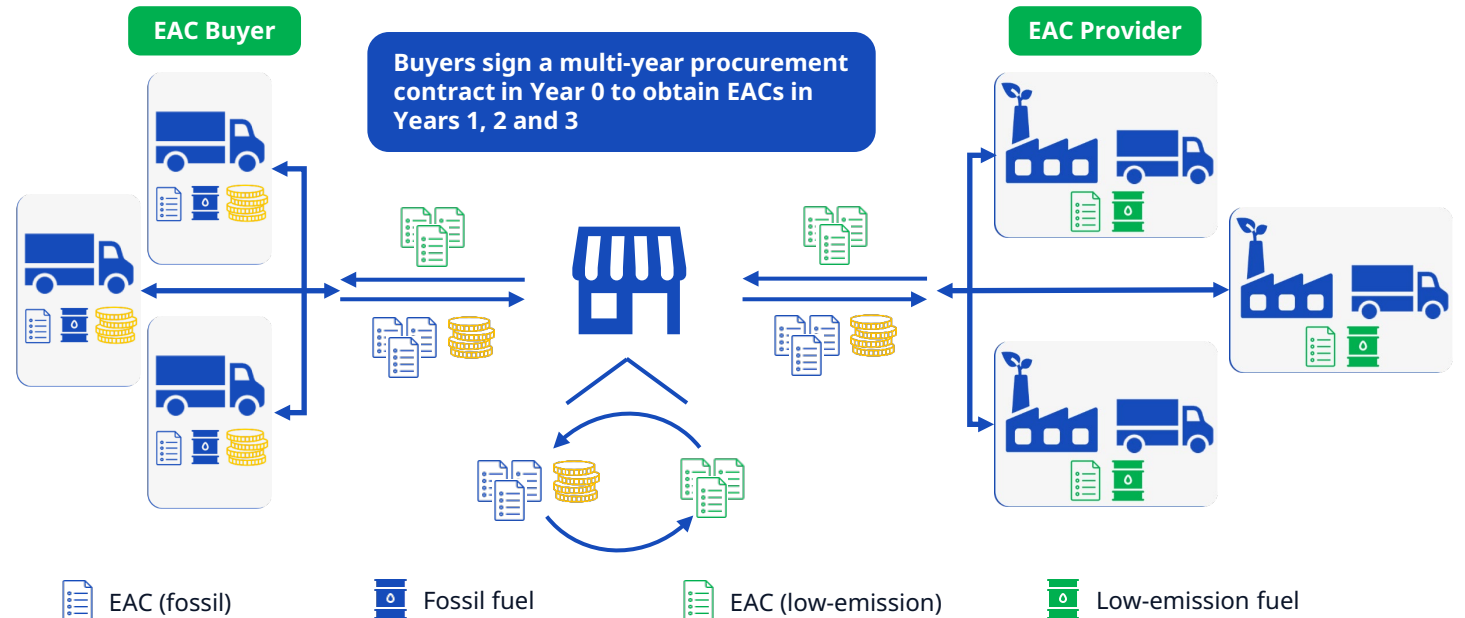 EAC Buyer
EAC Provider
Buyers sign a multi-year procurement
contract in Year 0 to obtain EACs in
Years 1, 2 and 3
EAC (fossil)
Fossil fuel
EAC (low-emission)
Low-emission fuel